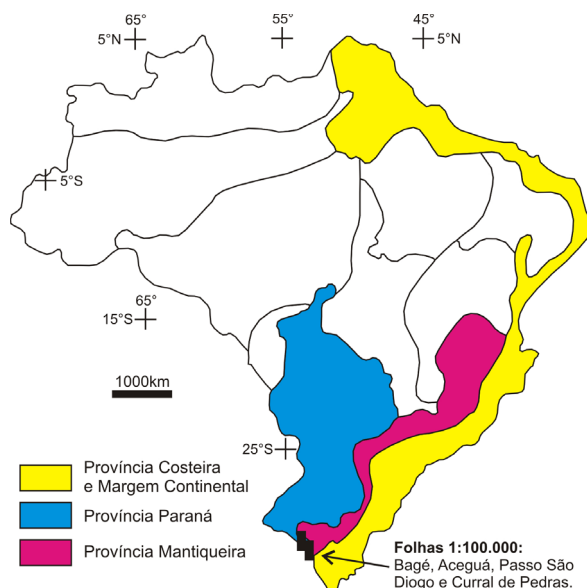 65°
55°
45°
5°N
5°N
5°S
65°
15°S
1000km
25°S
Província Costeira
e Margem Continental
Província Paraná
Província Mantiqueira
Folhas 1:100.000:
Bagé, Aceguá, Passo São
Diogo e Curral de Pedras.